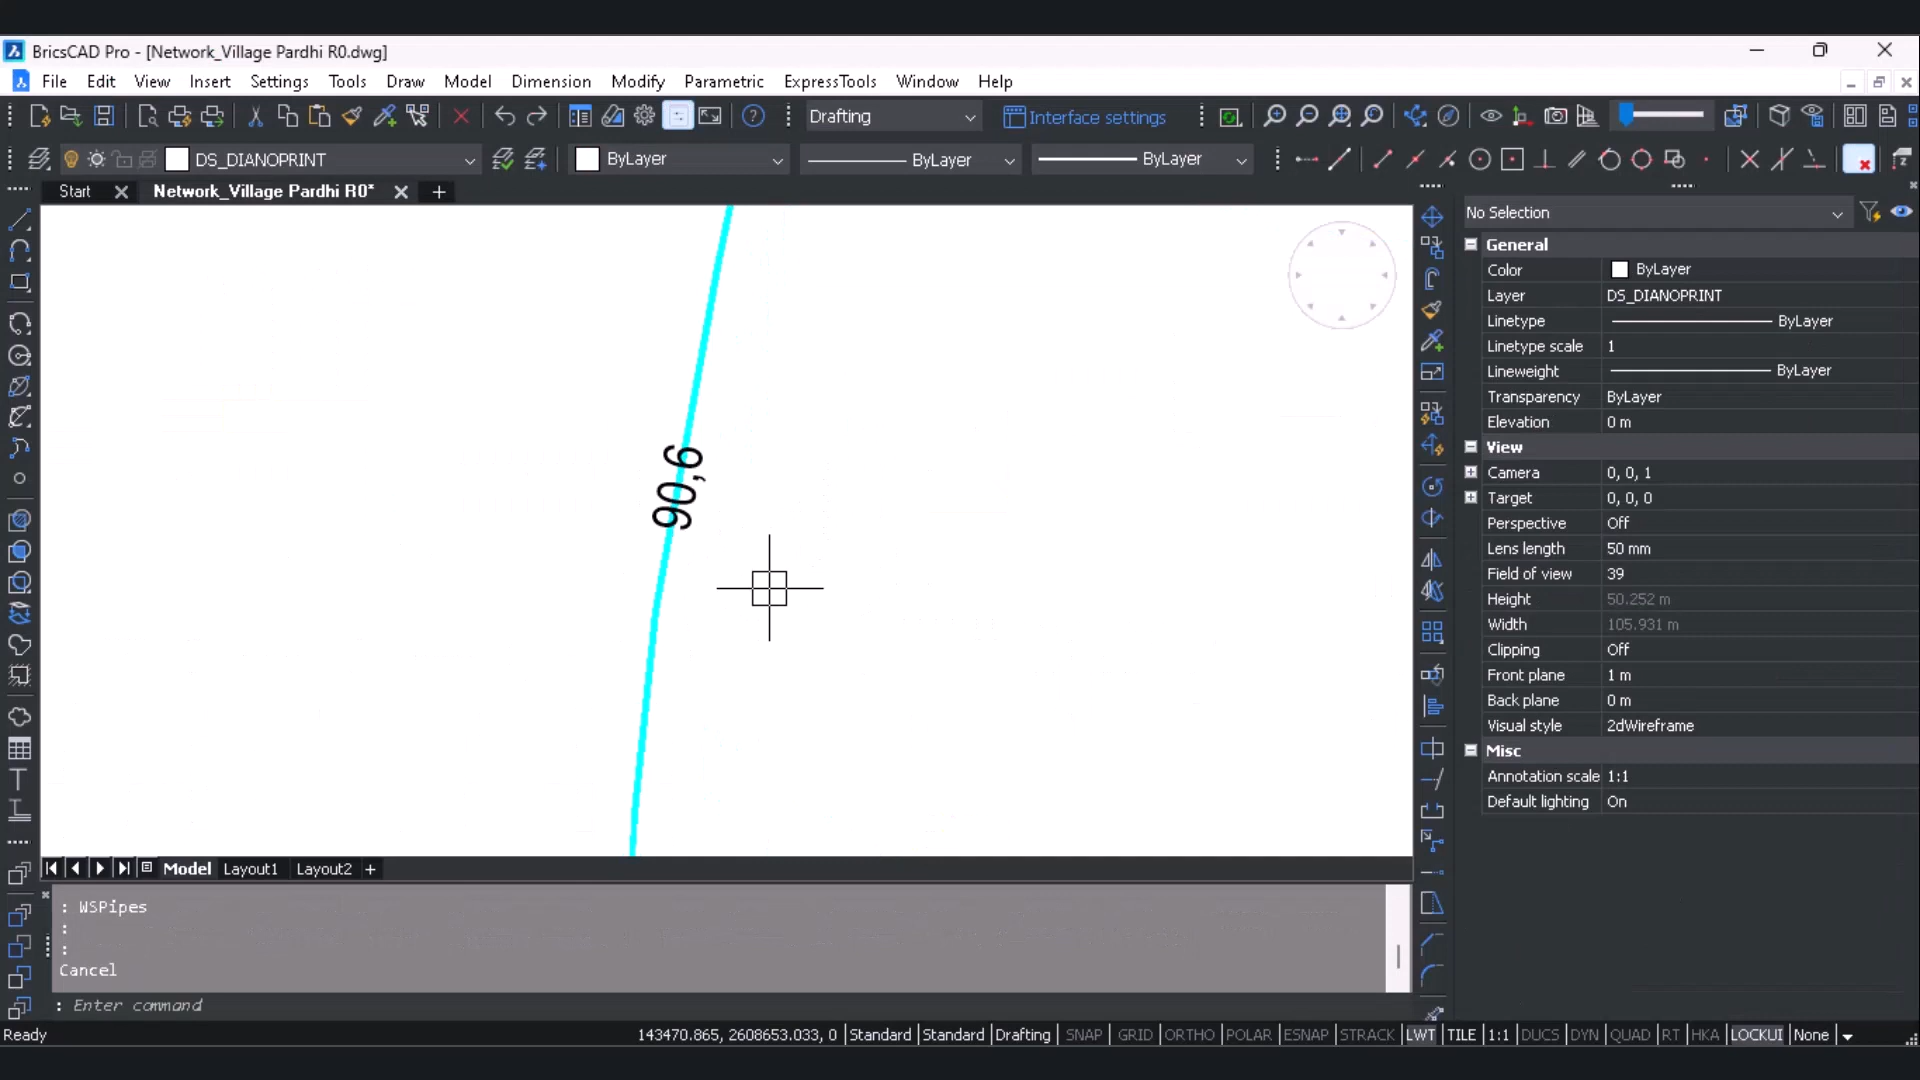 BricsCAD Pro - [Network_Village Pardhi R0.dwg]
File Edit View Insert Settings Tools Draw Model Dimension Modify Parametric ExpressTools Window Help
Drafting Interface settings
DS_DIANOPRINT ByLayer ByLayer ByLayer
Start Network_Village Pardhi R0*
No Selection
General
Color ByLayer
Layer DS_DIANOPRINT
Linetype ByLayer
Linetype scale 1
Lineweight ByLayer
Transparency ByLayer
Elevation 0 m
View
Camera 0, 0, 1
Target 0, 0, 0
Perspective Off
Lens length 50 mm
Field of view 39
Height 50.252 m
Width 105.931 m
Clipping Off
Front plane 1 m
Back plane 0 m
Visual style 2dWireframe
Misc
Annotation scale 1:1
Default lighting On
90,6
Model Layout1 Layout2 +
: WSPipes
:
:
Cancel
: Enter command
Ready 143470.865, 2608653.033, 0 Standard Standard Drafting SNAP GRID ORTHO POLAR ESNAP STRACK LWT TILE 1:1 DUCS DYN QUAD RT HKA LOCKUI None